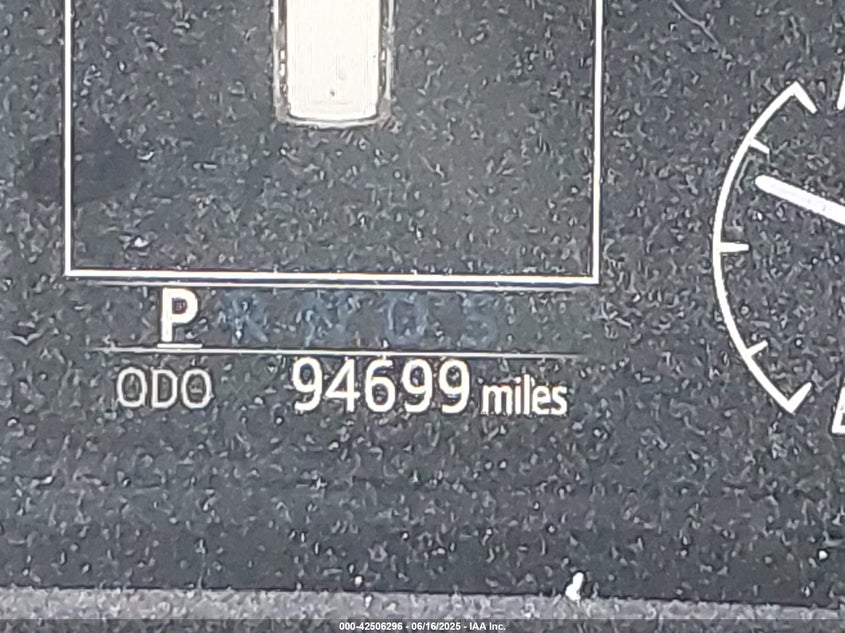 P R N D S
ODO 94699 miles
000-42506296 - 06/16/2025 - IAA Inc.